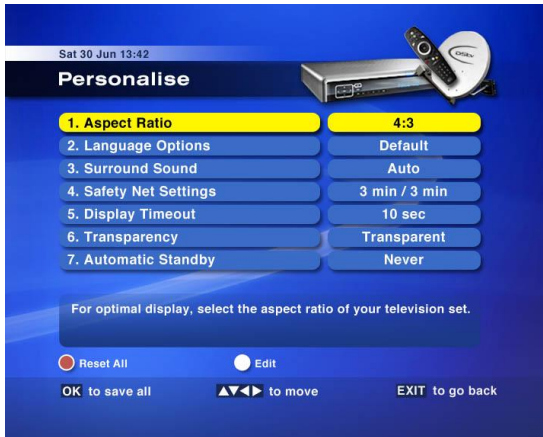 Sat 30 Jun 13:42
DStv
Personalise
1. Aspect Ratio 4:3
2. Language Options Default
3. Surround Sound Auto
4. Safety Net Settings 3 min / 3 min
5. Display Timeout 10 sec
6. Transparency Transparent
7. Automatic Standby Never
For optimal display, select the aspect ratio of your television set.
Reset All Edit
OK to save all ▲▼◀▶ to move EXIT to go back